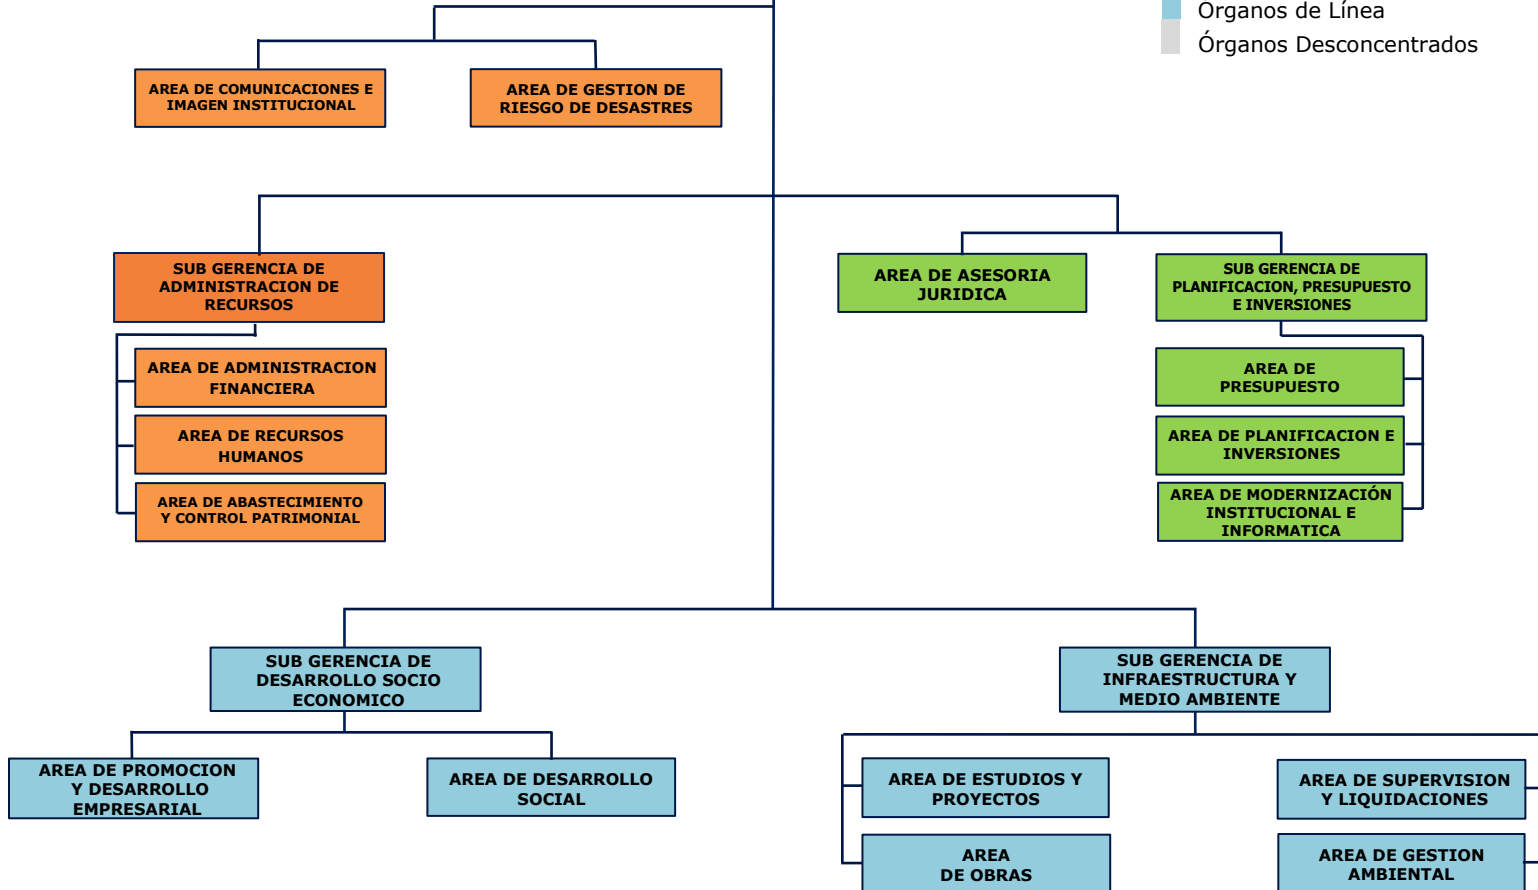 Órganos de Línea
Órganos Desconcentrados
AREA DE COMUNICACIONES E
IMAGEN INSTITUCIONAL
AREA DE GESTION DE
RIESGO DE DESASTRES
SUB GERENCIA DE
ADMINISTRACION DE
RECURSOS
AREA DE ASESORIA
JURIDICA
SUB GERENCIA DE
PLANIFICACION, PRESUPUESTO
E INVERSIONES
AREA DE ADMINISTRACION
FINANCIERA
AREA DE RECURSOS
HUMANOS
AREA DE ABASTECIMIENTO
Y CONTROL PATRIMONIAL
AREA DE
PRESUPUESTO
AREA DE PLANIFICACION E
INVERSIONES
AREA DE MODERNIZACIÓN
INSTITUCIONAL E
INFORMATICA
SUB GERENCIA DE
DESARROLLO SOCIO
ECONOMICO
SUB GERENCIA DE
INFRAESTRUCTURA Y
MEDIO AMBIENTE
AREA DE PROMOCION
Y DESARROLLO
EMPRESARIAL
AREA DE DESARROLLO
SOCIAL
AREA DE ESTUDIOS Y
PROYECTOS
AREA DE SUPERVISION
Y LIQUIDACIONES
AREA
DE OBRAS
AREA DE GESTION
AMBIENTAL